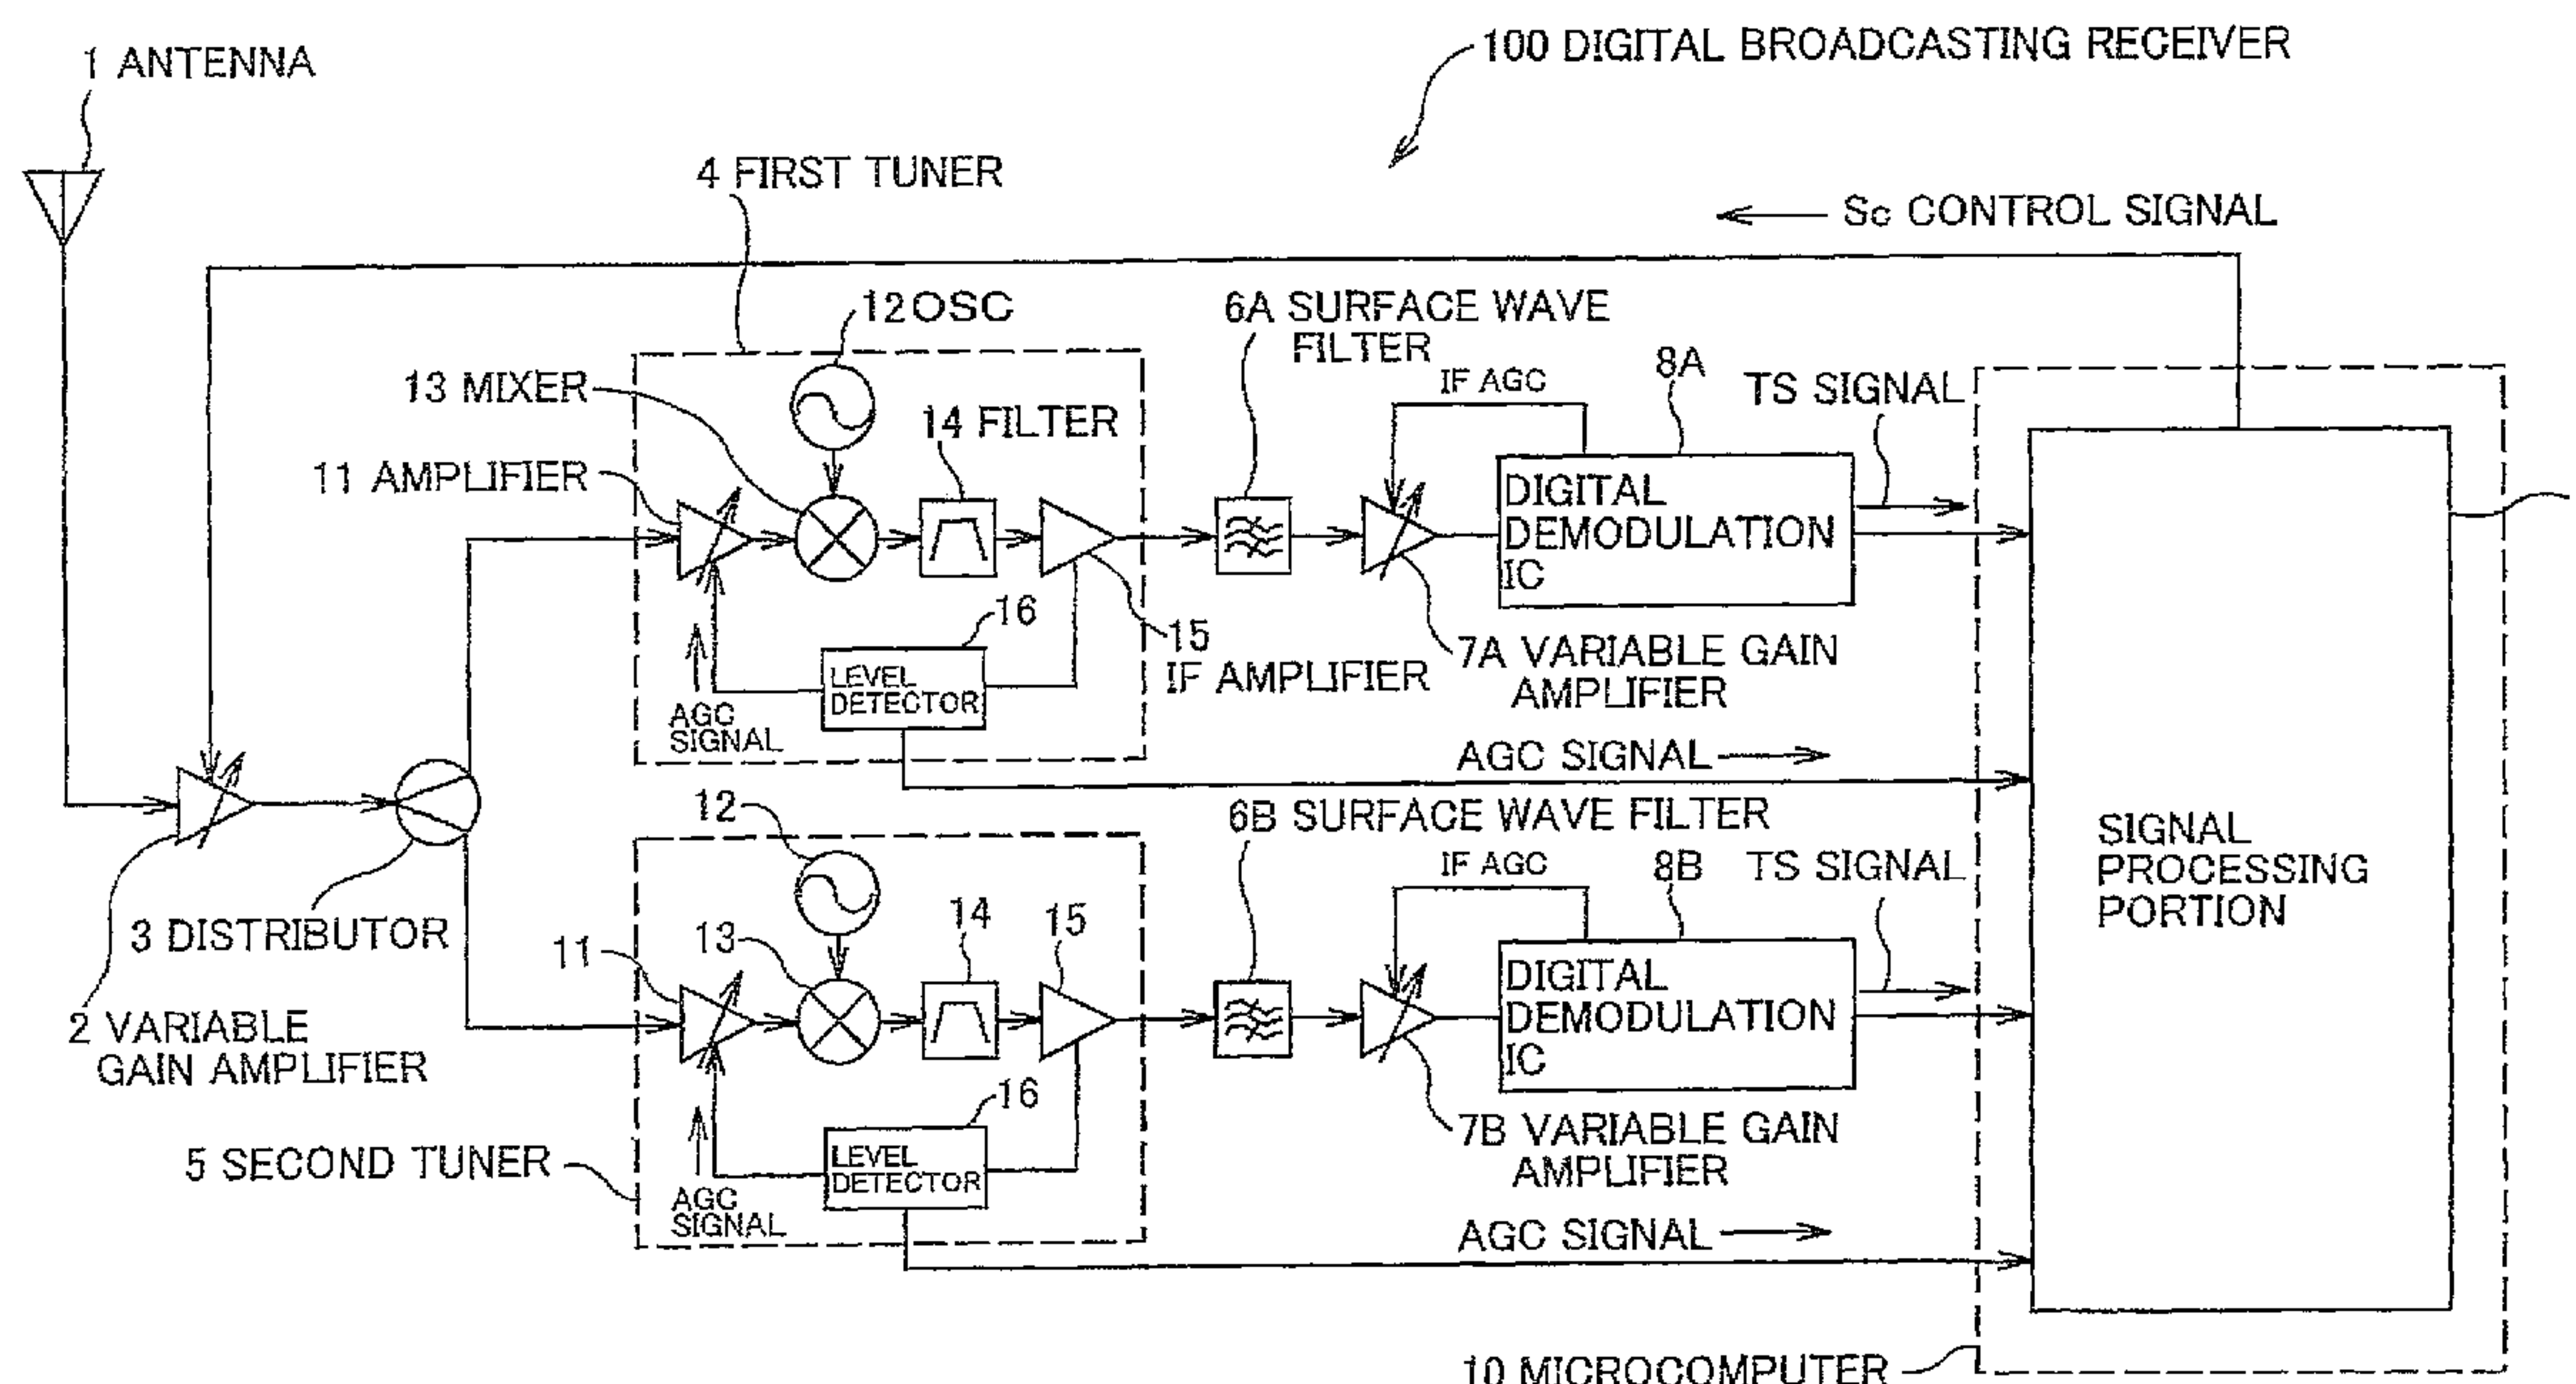 100 DIGITAL BROADCASTING RECEIVER
1 ANTENNA
4 FIRST TUNER
Sc CONTROL SIGNAL
12 OSC
6A SURFACE WAVE
FILTER
13 MIXER
14 FILTER
IF AGC
8A
TS SIGNAL
11 AMPLIFIER
DIGITAL
DEMODULATION
IC
16
15
IF AMPLIFIER
7A VARIABLE GAIN
AMPLIFIER
LEVEL
DETECTOR
AGC
SIGNAL
AGC SIGNAL
12
6B SURFACE WAVE FILTER
SIGNAL
PROCESSING
PORTION
IF AGC
8B
TS SIGNAL
3 DISTRIBUTOR
11
13
14
15
DIGITAL
DEMODULATION
IC
2 VARIABLE
GAIN AMPLIFIER
16
7B VARIABLE GAIN
AMPLIFIER
5 SECOND TUNER
LEVEL
DETECTOR
AGC
SIGNAL
AGC SIGNAL
10 MICROCOMPUTER